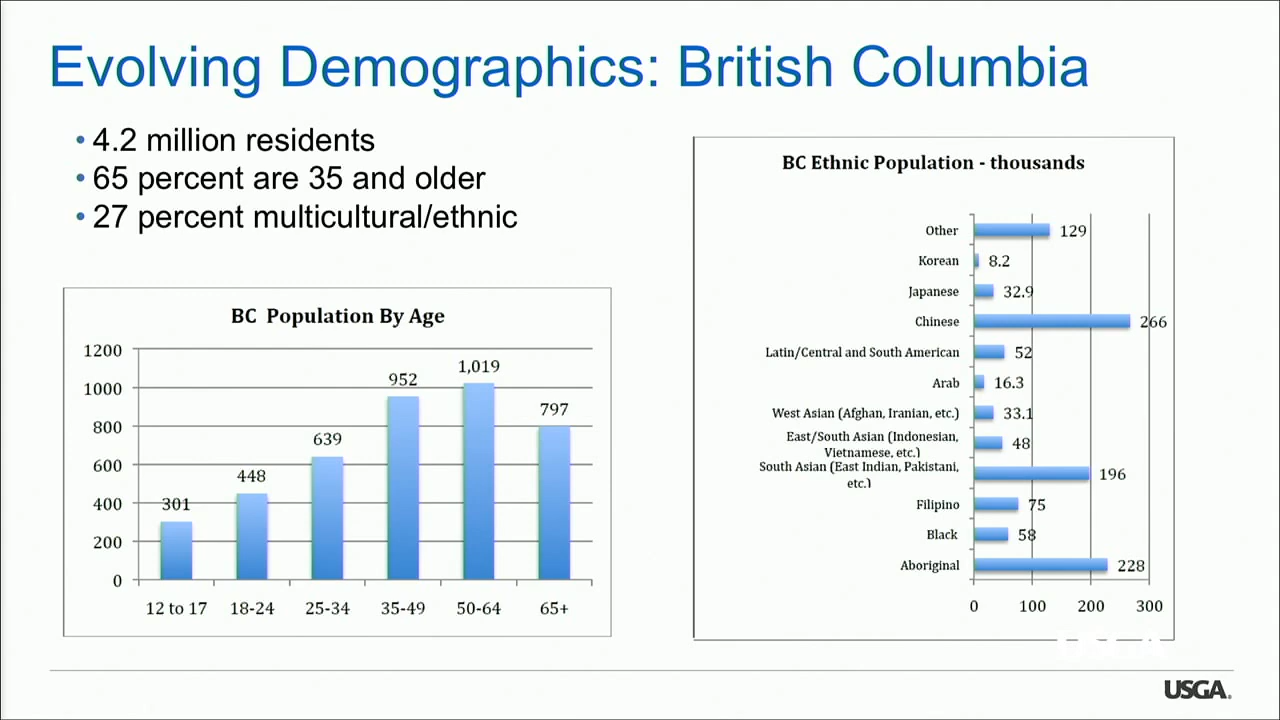 Evolving Demographics: British Columbia
• 4.2 million residents
• 65 percent are 35 and older
• 27 percent multicultural/ethnic
BC Population By Age
1200
1000
800
600
400
200
0
301
448
639
952
1,019
797
12 to 17
18-24
25-34
35-49
50-64
65+
BC Ethnic Population - thousands
Other 129
Korean 8.2
Japanese 32.9
Chinese 266
Latin/Central and South American 52
Arab 16.3
West Asian (Afghan, Iranian, etc.) 33.1
East/South Asian (Indonesian,
Vietnamese, etc.) 48
South Asian (East Indian, Pakistani,
etc.) 196
Filipino 75
Black 58
Aboriginal 228
0 100 200 300
USGA.